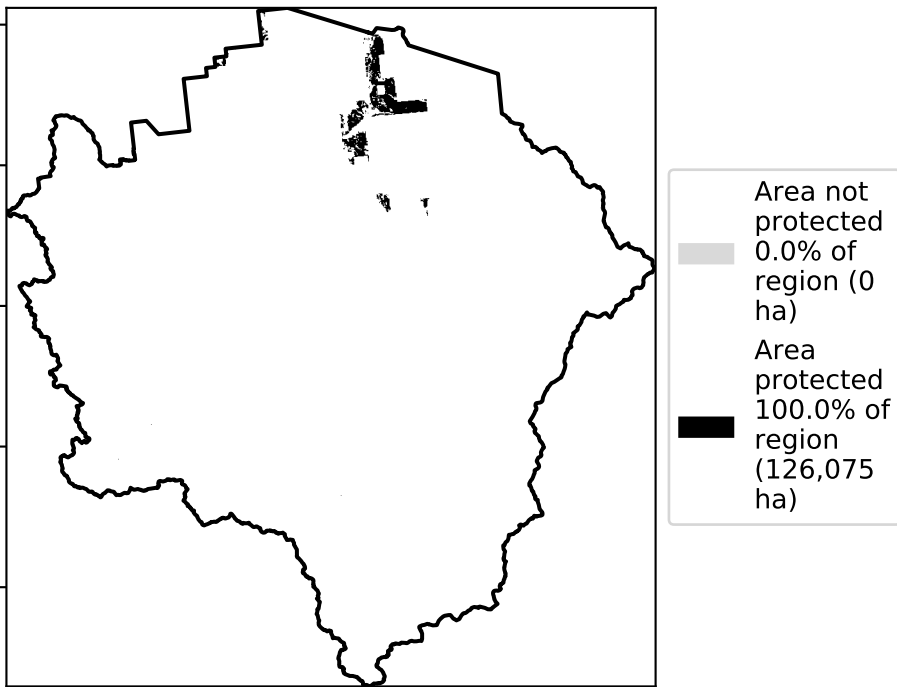 Area not
protected
0.0% of
region (0
ha)
Area
protected
100.0% of
region
(126,075
ha)